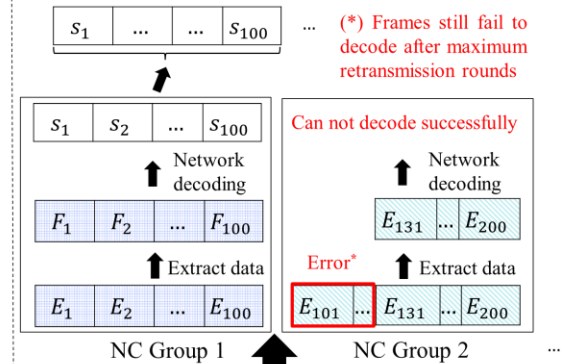 s₁ ... ... s₁₀₀ ...
(*) Frames still fail to
decode after maximum
retransmission rounds
s₁ s₂ ... s₁₀₀
Network
decoding
F₁ F₂ ... F₁₀₀
Extract data
E₁ E₂ ... E₁₀₀
NC Group 1
Can not decode successfully
Network
decoding
E₁₃₁ ... E₂₀₀
Error*
Extract data
E₁₀₁ ... E₁₃₁ ... E₂₀₀
NC Group 2
...